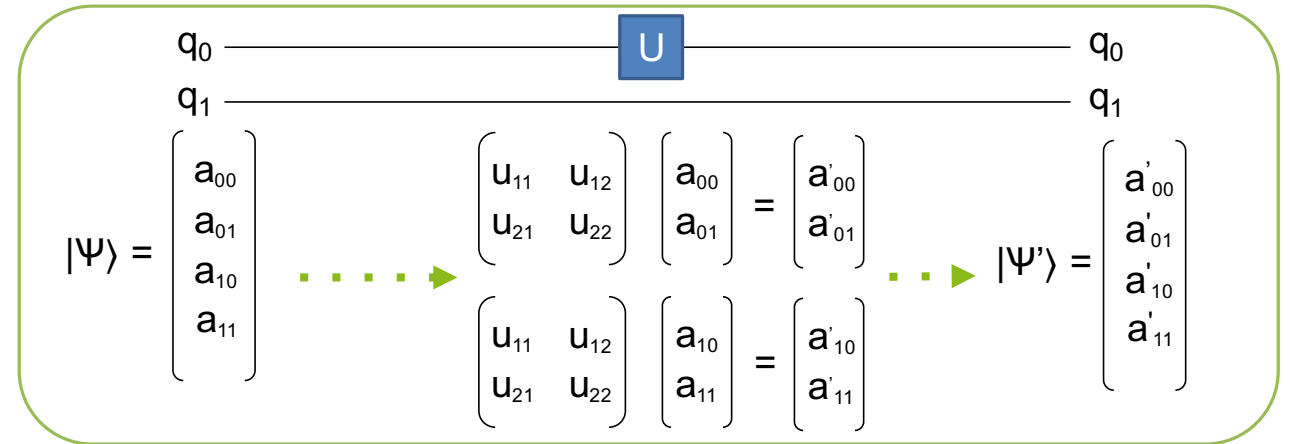 q₀ U q₀
q₁ q₁
|Ψ⟩ =
a₀₀
a₀₁
a₁₀
a₁₁
u₁₁ u₁₂ a₀₀ = a'₀₀
u₂₁ u₂₂ a₀₁ a'₀₁
u₁₁ u₁₂ a₁₀ = a'₁₀
u₂₁ u₂₂ a₁₁ a'₁₁
|Ψ'⟩ =
a'₀₀
a'₀₁
a'₁₀
a'₁₁